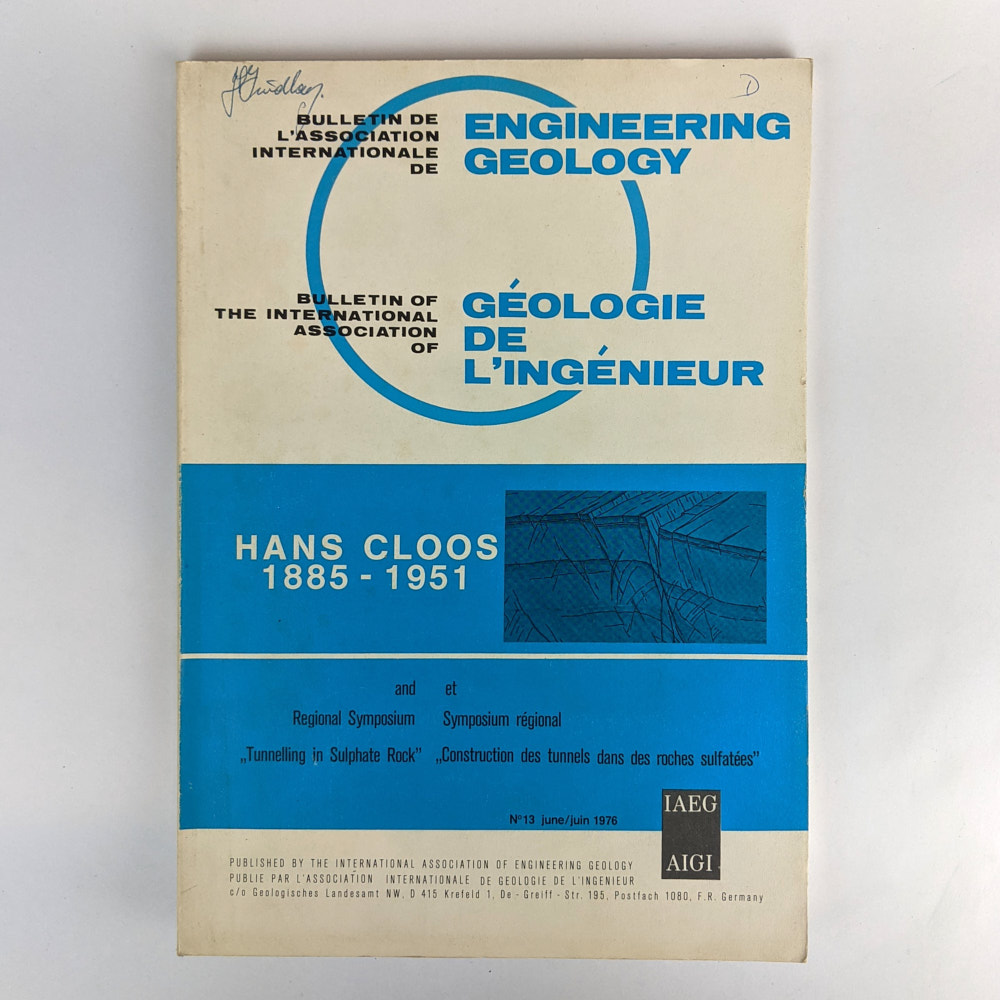 D
BULLETIN DE
L'ASSOCIATION
INTERNATIONALE
DE
ENGINEERING
GEOLOGY
BULLETIN OF
THE INTERNATIONAL
ASSOCIATION
OF
GÉOLOGIE
DE
L'INGÉNIEUR
HANS CLOOS
1885 - 1951
and et
Regional Symposium Symposium régional
„Tunnelling in Sulphate Rock” „Construction des tunnels dans des roches sulfatées”
Nº13 june/juin 1976
IAEG
AIGI
PUBLISHED BY THE INTERNATIONAL ASSOCIATION OF ENGINEERING GEOLOGY
PUBLIE PAR L'ASSOCIATION INTERNATIONALE DE GEOLOGIE DE L'INGENIEUR
c/o Geologisches Landesamt NW, D 415 Krefeld 1, De-Greiff-Str. 195, Postfach 1080, F.R. Germany